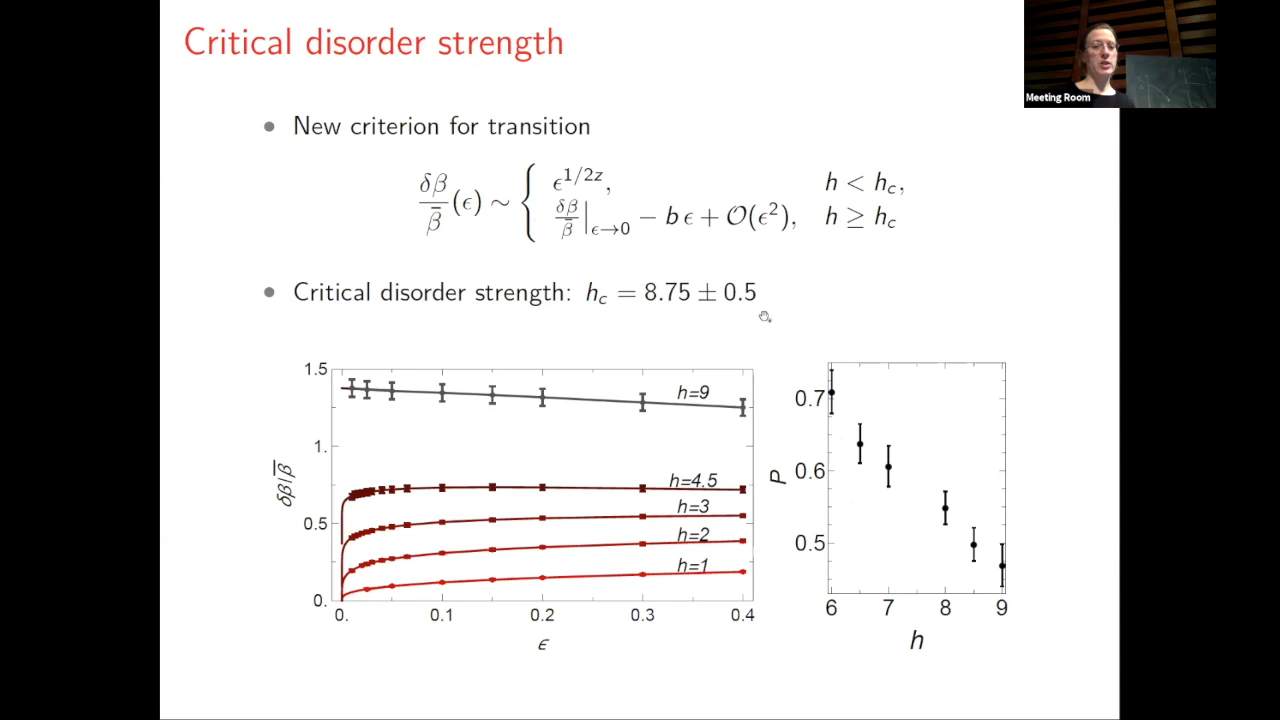 Critical disorder strength
Meeting Room
• New criterion for transition
δβ/β̄ (ϵ) ∼ { ϵ^{1/2z}, h < h_c,
δβ/β̄ |_{ϵ→0} − b ϵ + O(ϵ²), h ≥ h_c
• Critical disorder strength: h_c = 8.75 ± 0.5
1.5
1.
0.5
0.
δβ/β̄
h=9
h=4.5
h=3
h=2
h=1
0. 0.1 0.2 0.3 0.4
ϵ
0.7
0.6
0.5
P
6 7 8 9
h